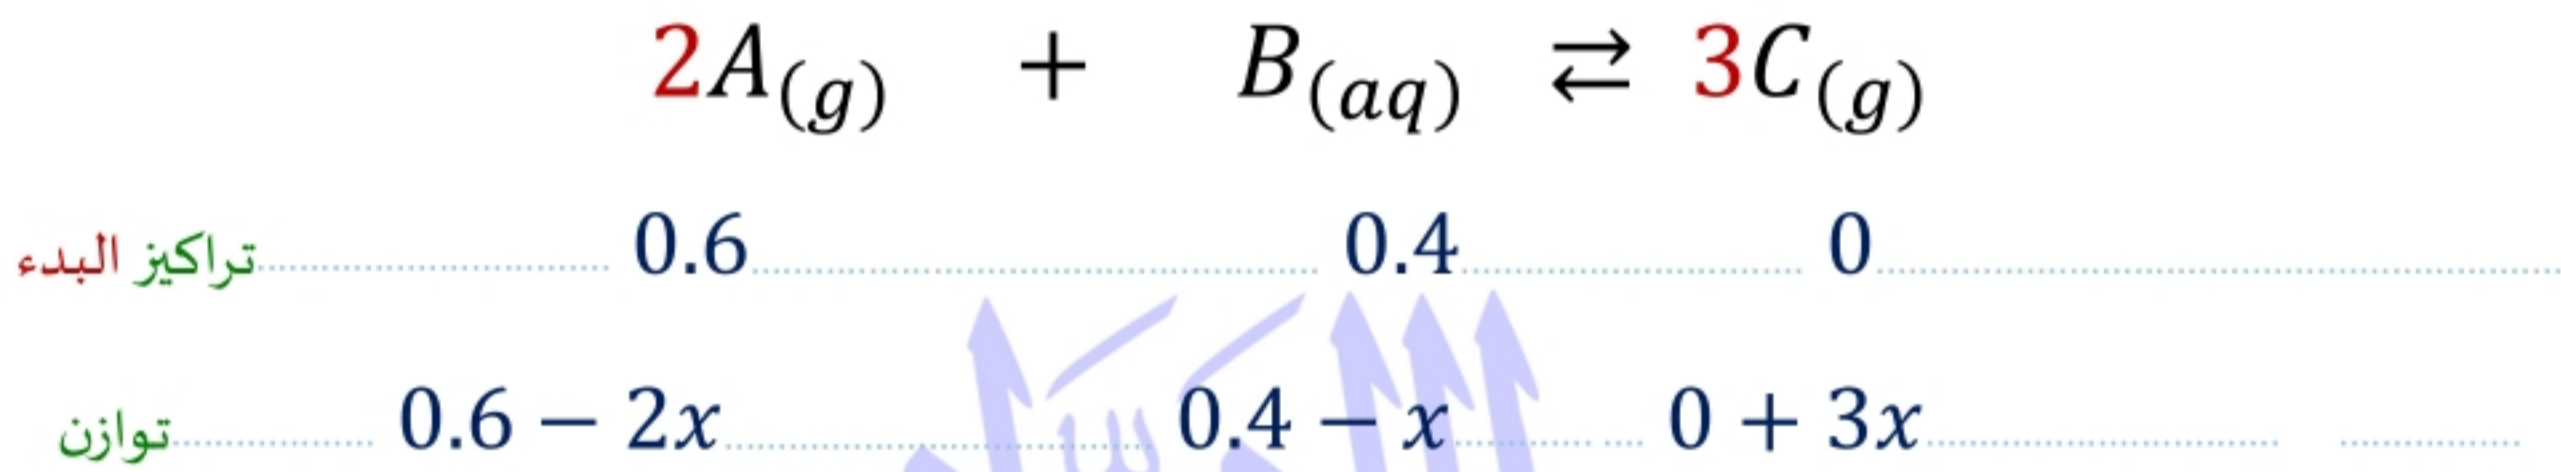 2A(g) + B(aq) ⇄ 3C(g)
تراكيز البدء 0.6 0.4 0
توازن 0.6 − 2x 0.4 − x 0 + 3x